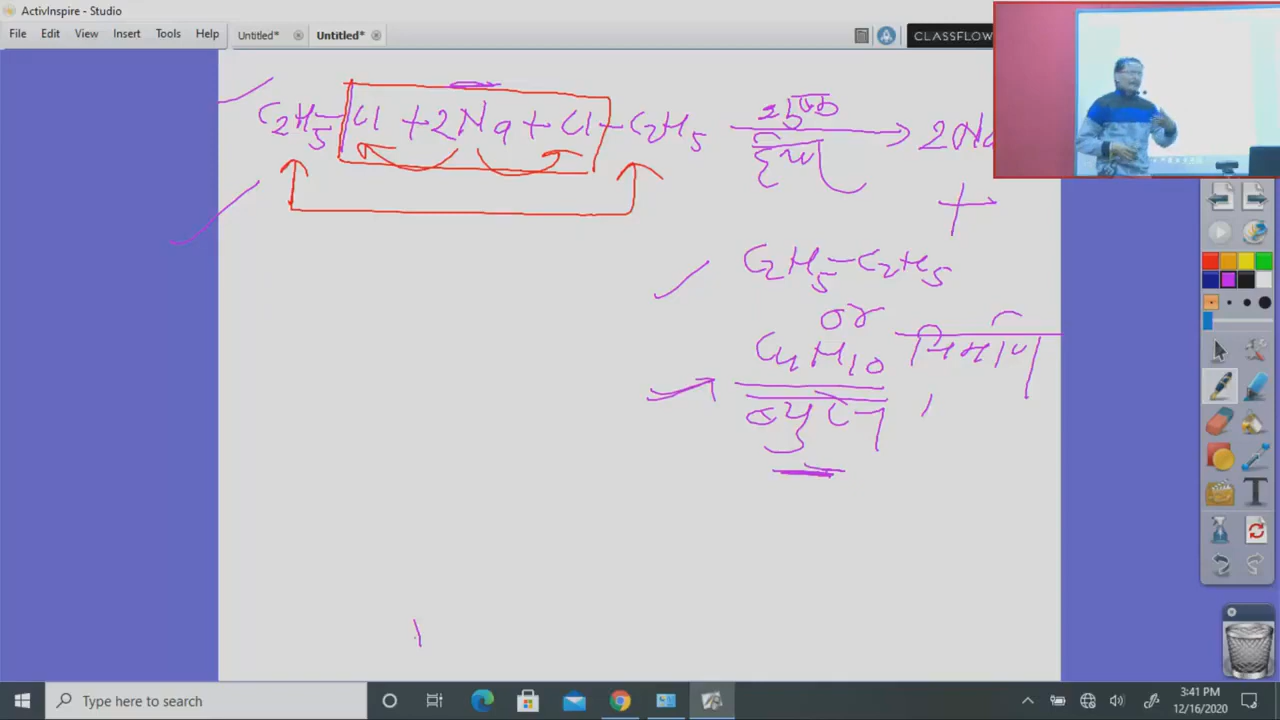 ActivInspire - Studio
File Edit View Insert Tools Help Untitled* Untitled* CLASSFLOW
C2H5-Cl + 2Na + Cl-C2H5 → 2Na
+
C2H5-C2H5
or
C4H10
T
Type here to search
3:41 PM
12/16/2020